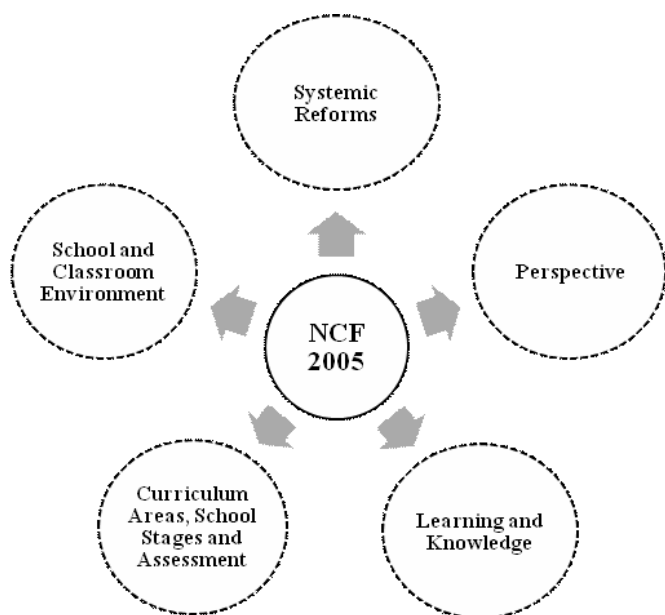 Systemic
Reforms
School and
Classroom
Environment
Perspective
NCF
2005
Curriculum
Areas, School
Stages and
Assessment
Learning and
Knowledge